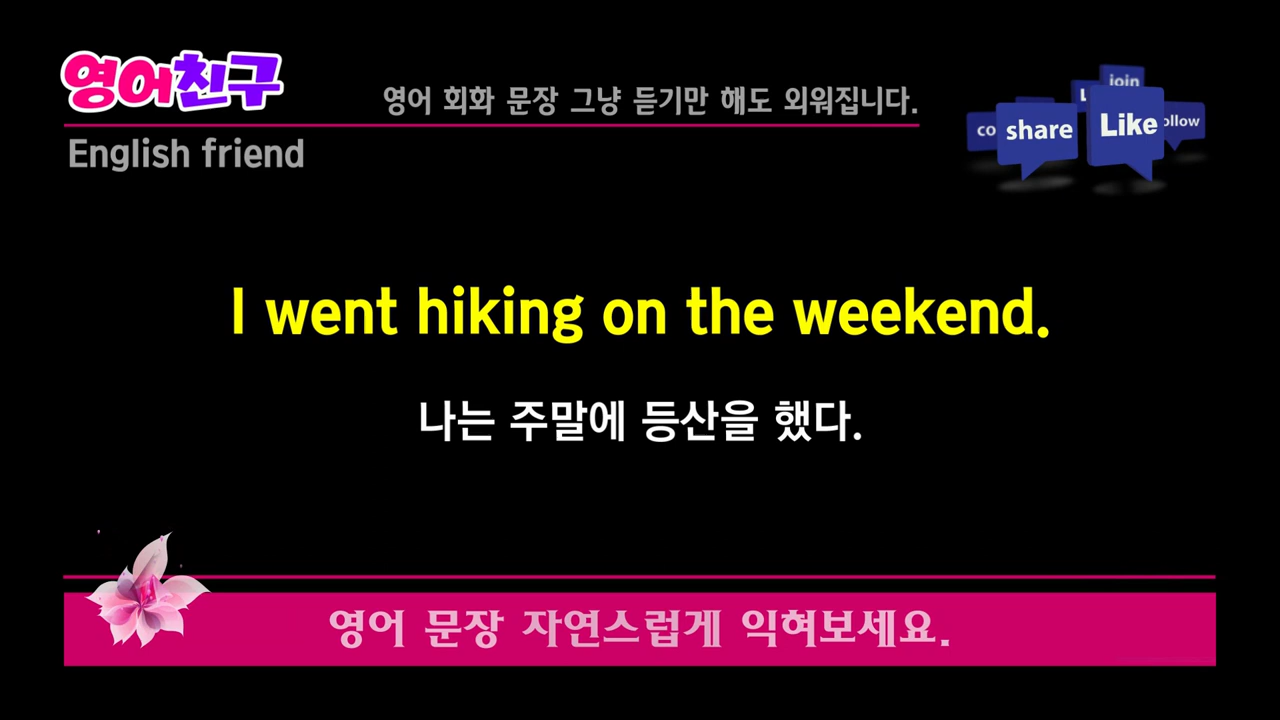 영어친구
영어 회화 문장 그냥 듣기만 해도 외워집니다.
English friend
join
co
share
Like
ollow
I went hiking on the weekend.
나는 주말에 등산을 했다.
영어 문장 자연스럽게 익혀보세요.